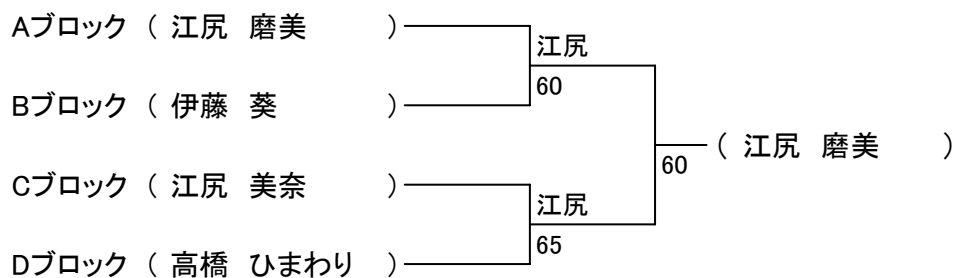 Aブロック （ 江尻　磨美　　　）
江尻
60
Bブロック （ 伊藤　葵　　　　）
（ 江尻　磨美　　　）
60
Cブロック （ 江尻　美奈　　　）
江尻
65
Dブロック （ 高橋　ひまわり　）